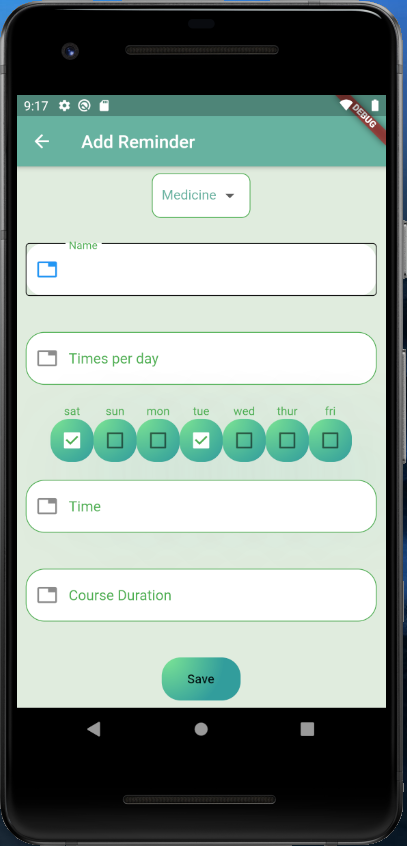 9:17
DEBUG
Add Reminder
Medicine
Name
Times per day
sat sun mon tue wed thur fri
Time
Course Duration
Save